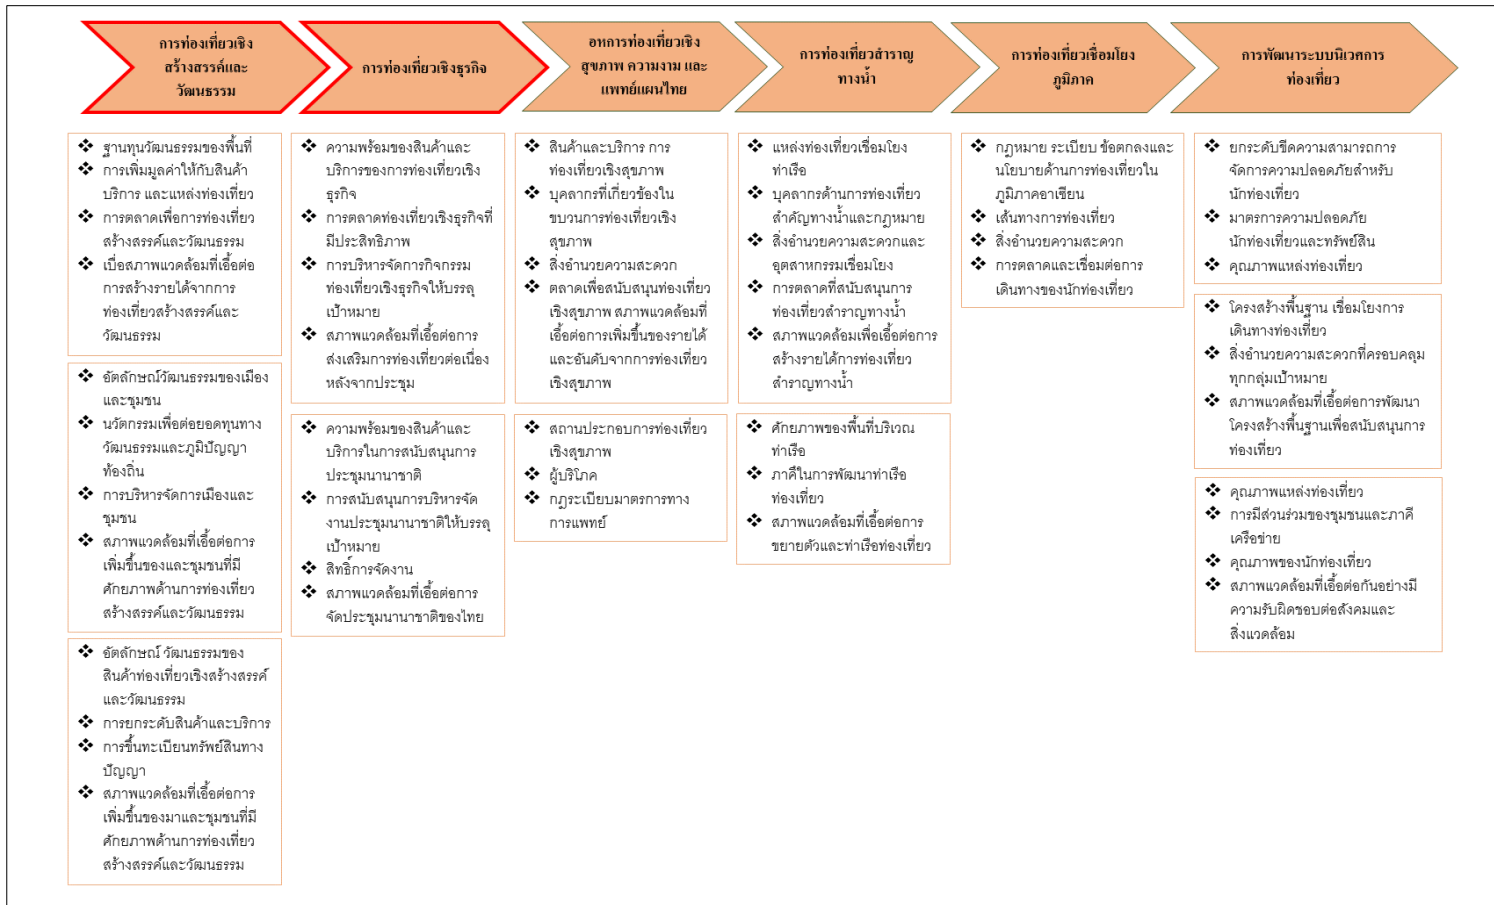 การท่องเที่ยวเชิง
สร้างสรรค์และ
วัฒนธรรม
การท่องเที่ยวเชิงธุรกิจ
อหการท่องเที่ยวเชิง
สุขภาพ ความงาม และ
แพทย์แผนไทย
การท่องเที่ยวสำราญ
ทางน้ำ
การท่องเที่ยวเชื่อมโยง
ภูมิภาค
การพัฒนาระบบนิเวศการ
ท่องเที่ยว
❖ ฐานทุนวัฒนธรรมของพื้นที่
❖ การเพิ่มมูลค่าให้กับสินค้า
บริการ และแหล่งท่องเที่ยว
❖ การตลาดเพื่อการท่องเที่ยว
สร้างสรรค์และวัฒนธรรม
❖ เบื่อสภาพแวดล้อมที่เอื้อต่อ
การสร้างรายได้จากการ
ท่องเที่ยวสร้างสรรค์และ
วัฒนธรรม
❖ อัตลักษณ์วัฒนธรรมของเมือง
และชุมชน
❖ นวัตกรรมเพื่อต่อยอดทุนทาง
วัฒนธรรมและภูมิปัญญา
ท้องถิ่น
❖ การบริหารจัดการเมืองและ
ชุมชน
❖ สภาพแวดล้อมที่เอื้อต่อการ
เพิ่มขึ้นของและชุมชนที่มี
ศักยภาพด้านการท่องเที่ยว
สร้างสรรค์และวัฒนธรรม
❖ อัตลักษณ์ วัฒนธรรมของ
สินค้าท่องเที่ยวเชิงสร้างสรรค์
และวัฒนธรรม
❖ การยกระดับสินค้าและบริการ
❖ การขึ้นทะเบียนทรัพย์สินทาง
ปัญญา
❖ สภาพแวดล้อมที่เอื้อต่อการ
เพิ่มขึ้นของมาและชุมชนที่มี
ศักยภาพด้านการท่องเที่ยว
สร้างสรรค์และวัฒนธรรม
❖ ความพร้อมของสินค้าและ
บริการของการท่องเที่ยวเชิง
ธุรกิจ
❖ การตลาดท่องเที่ยวเชิงธุรกิจที่
มีประสิทธิภาพ
❖ การบริหารจัดการกิจกรรม
ท่องเที่ยวเชิงธุรกิจให้บรรลุ
เป้าหมาย
❖ สภาพแวดล้อมที่เอื้อต่อการ
ส่งเสริมการท่องเที่ยวต่อเนื่อง
หลังจากประชุม
❖ ความพร้อมของสินค้าและ
บริการในการสนับสนุนการ
ประชุมนานาชาติ
❖ การสนับสนุนการบริหารจัด
งานประชุมนานาชาติให้บรรลุ
เป้าหมาย
❖ สิทธิ์การจัดงาน
❖ สภาพแวดล้อมที่เอื้อต่อการ
จัดประชุมนานาชาติของไทย
❖ สินค้าและบริการ การ
ท่องเที่ยวเชิงสุขภาพ
❖ บุคลากรที่เกี่ยวข้องใน
ขบวนการท่องเที่ยวเชิง
สุขภาพ
❖ สิ่งอำนวยความสะดวก
❖ ตลาดเพื่อสนับสนุนท่องเที่ยว
เชิงสุขภาพ สภาพแวดล้อมที่
เอื้อต่อการเพิ่มขึ้นของรายได้
และอันดับจากการท่องเที่ยว
เชิงสุขภาพ
❖ สถานประกอบการท่องเที่ยว
เชิงสุขภาพ
❖ ผู้บริโภค
❖ กฎระเบียบมาตรการทาง
การแพทย์
❖ แหล่งท่องเที่ยวเชื่อมโยง
ท่าเรือ
❖ บุคลากรด้านการท่องเที่ยว
สำคัญทางน้ำและกฎหมาย
❖ สิ่งอำนวยความสะดวกและ
อุตสาหกรรมเชื่อมโยง
❖ การตลาดที่สนับสนุนการ
ท่องเที่ยวสำราญทางน้ำ
❖ สภาพแวดล้อมเพื่อเอื้อต่อการ
สร้างรายได้การท่องเที่ยว
สำราญทางน้ำ
❖ ศักยภาพของพื้นที่บริเวณ
ท่าเรือ
❖ ภาคีในการพัฒนาท่าเรือ
ท่องเที่ยว
❖ สภาพแวดล้อมที่เอื้อต่อการ
ขยายตัวและท่าเรือท่องเที่ยว
❖ กฎหมาย ระเบียบ ข้อตกลงและ
นโยบายด้านการท่องเที่ยวใน
ภูมิภาคอาเซียน
❖ เส้นทางการท่องเที่ยว
❖ สิ่งอำนวยความสะดวก
❖ การตลาดและเชื่อมต่อการ
เดินทางของนักท่องเที่ยว
❖ ยกระดับขีดความสามารถการ
จัดการความปลอดภัยสำหรับ
นักท่องเที่ยว
❖ มาตรการความปลอดภัย
นักท่องเที่ยวและทรัพย์สิน
❖ คุณภาพแหล่งท่องเที่ยว
❖ โครงสร้างพื้นฐาน เชื่อมโยงการ
เดินทางท่องเที่ยว
❖ สิ่งอำนวยความสะดวกที่ครอบคลุม
ทุกกลุ่มเป้าหมาย
❖ สภาพแวดล้อมที่เอื้อต่อการพัฒนา
โครงสร้างพื้นฐานเพื่อสนับสนุนการ
ท่องเที่ยว
❖ คุณภาพแหล่งท่องเที่ยว
❖ การมีส่วนร่วมของชุมชนและภาคี
เครือข่าย
❖ คุณภาพของนักท่องเที่ยว
❖ สภาพแวดล้อมที่เอื้อต่อกันอย่างมี
ความรับผิดชอบต่อสังคมและ
สิ่งแวดล้อม